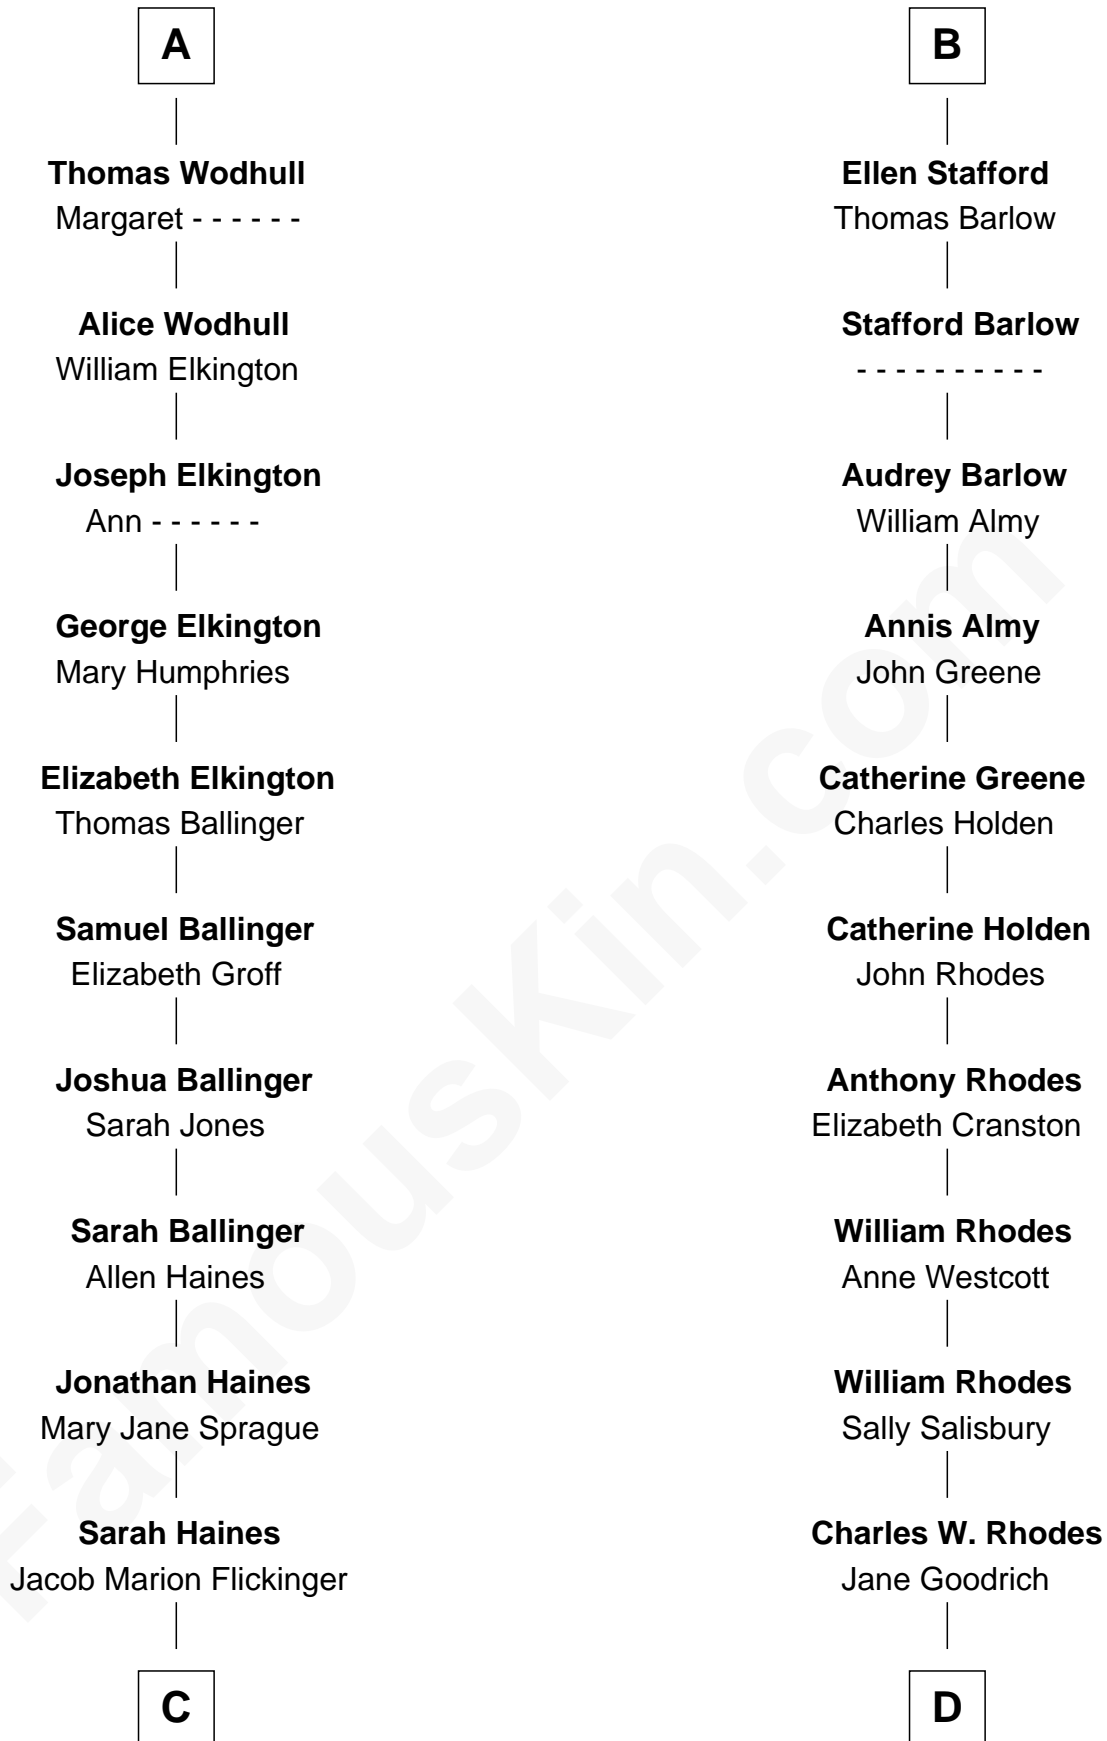 A
Thomas Wodhull
Margaret - - - - - -
Alice Wodhull
William Elkington
Joseph Elkington
Ann - - - - - -
George Elkington
Mary Humphries
Elizabeth Elkington
Thomas Ballinger
Samuel Ballinger
Elizabeth Groff
Joshua Ballinger
Sarah Jones
Sarah Ballinger
Allen Haines
Jonathan Haines
Mary Jane Sprague
Sarah Haines
Jacob Marion Flickinger
C
B
Ellen Stafford
Thomas Barlow
Stafford Barlow
- - - - - - - - - -
Audrey Barlow
William Almy
Annis Almy
John Greene
Catherine Greene
Charles Holden
Catherine Holden
John Rhodes
Anthony Rhodes
Elizabeth Cranston
William Rhodes
Anne Westcott
William Rhodes
Sally Salisbury
Charles W. Rhodes
Jane Goodrich
D
FamousKin.com